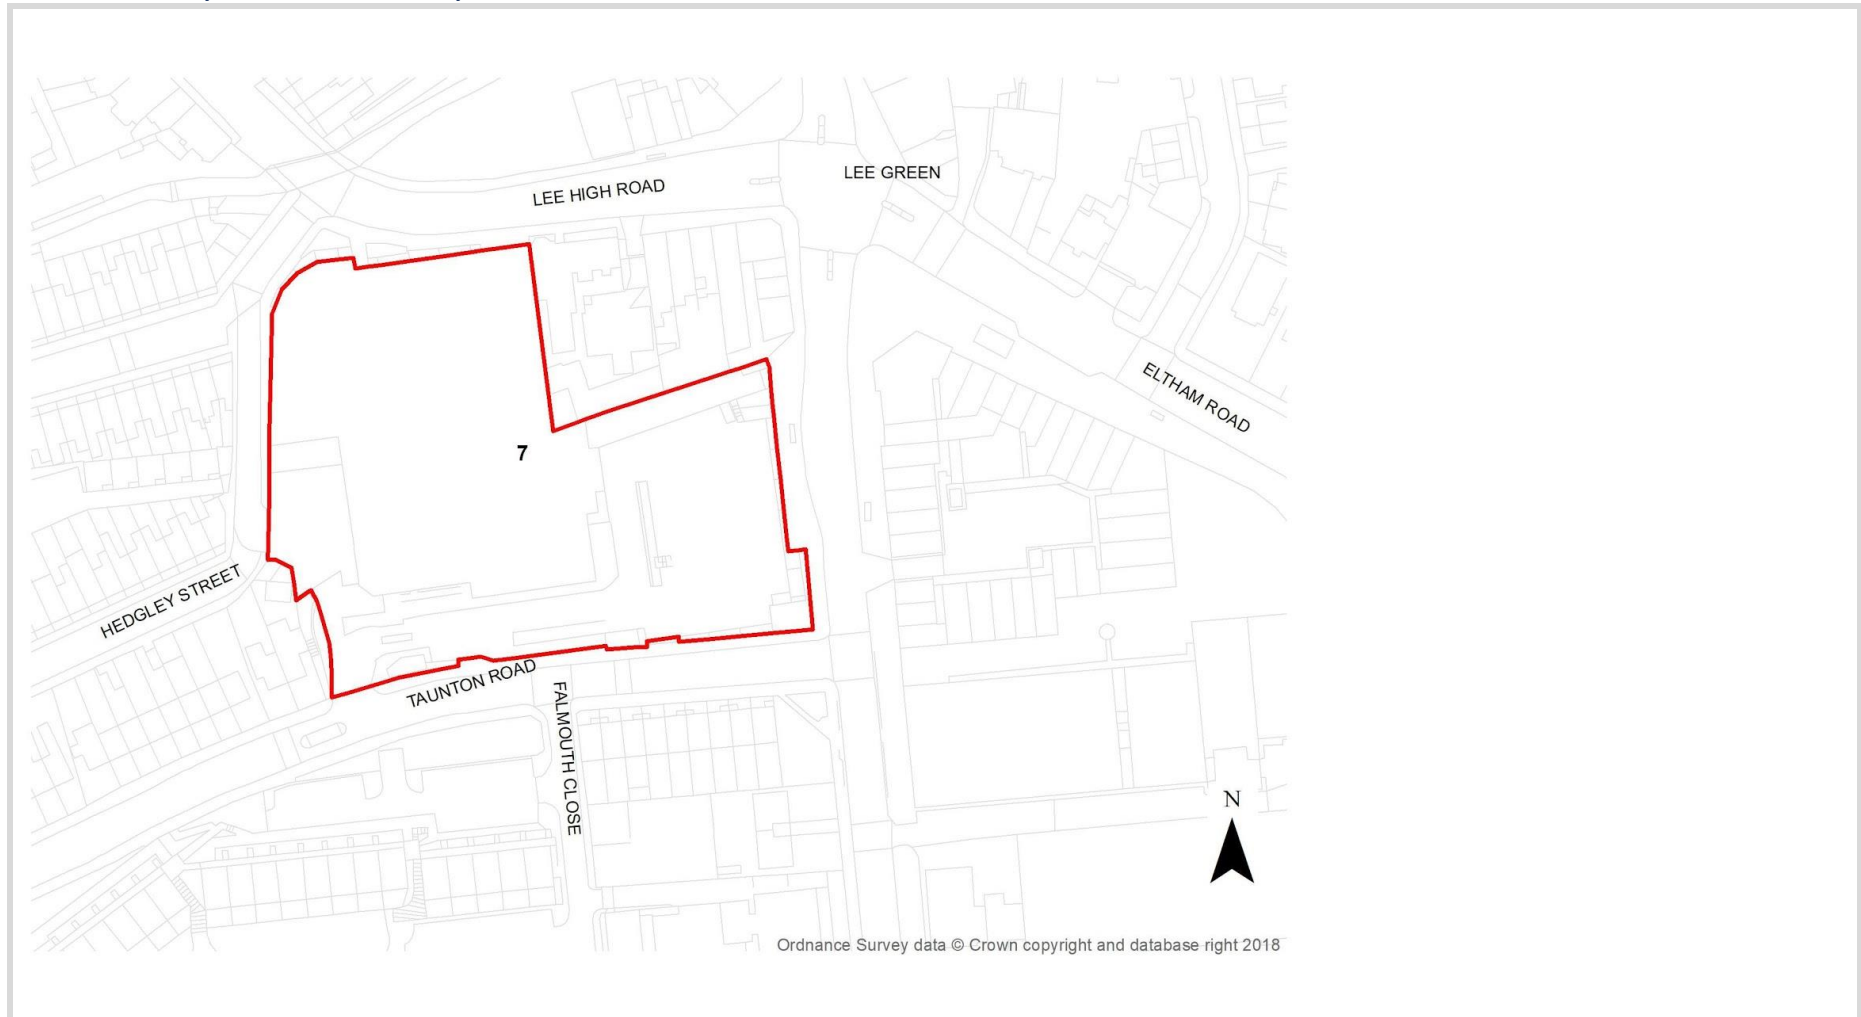 LEE GREEN
LEE HIGH ROAD
ELTHAM ROAD
7
HEDGLEY STREET
TAUNTON ROAD
FALMOUTH CLOSE
N
Ordnance Survey data © Crown copyright and database right 2018